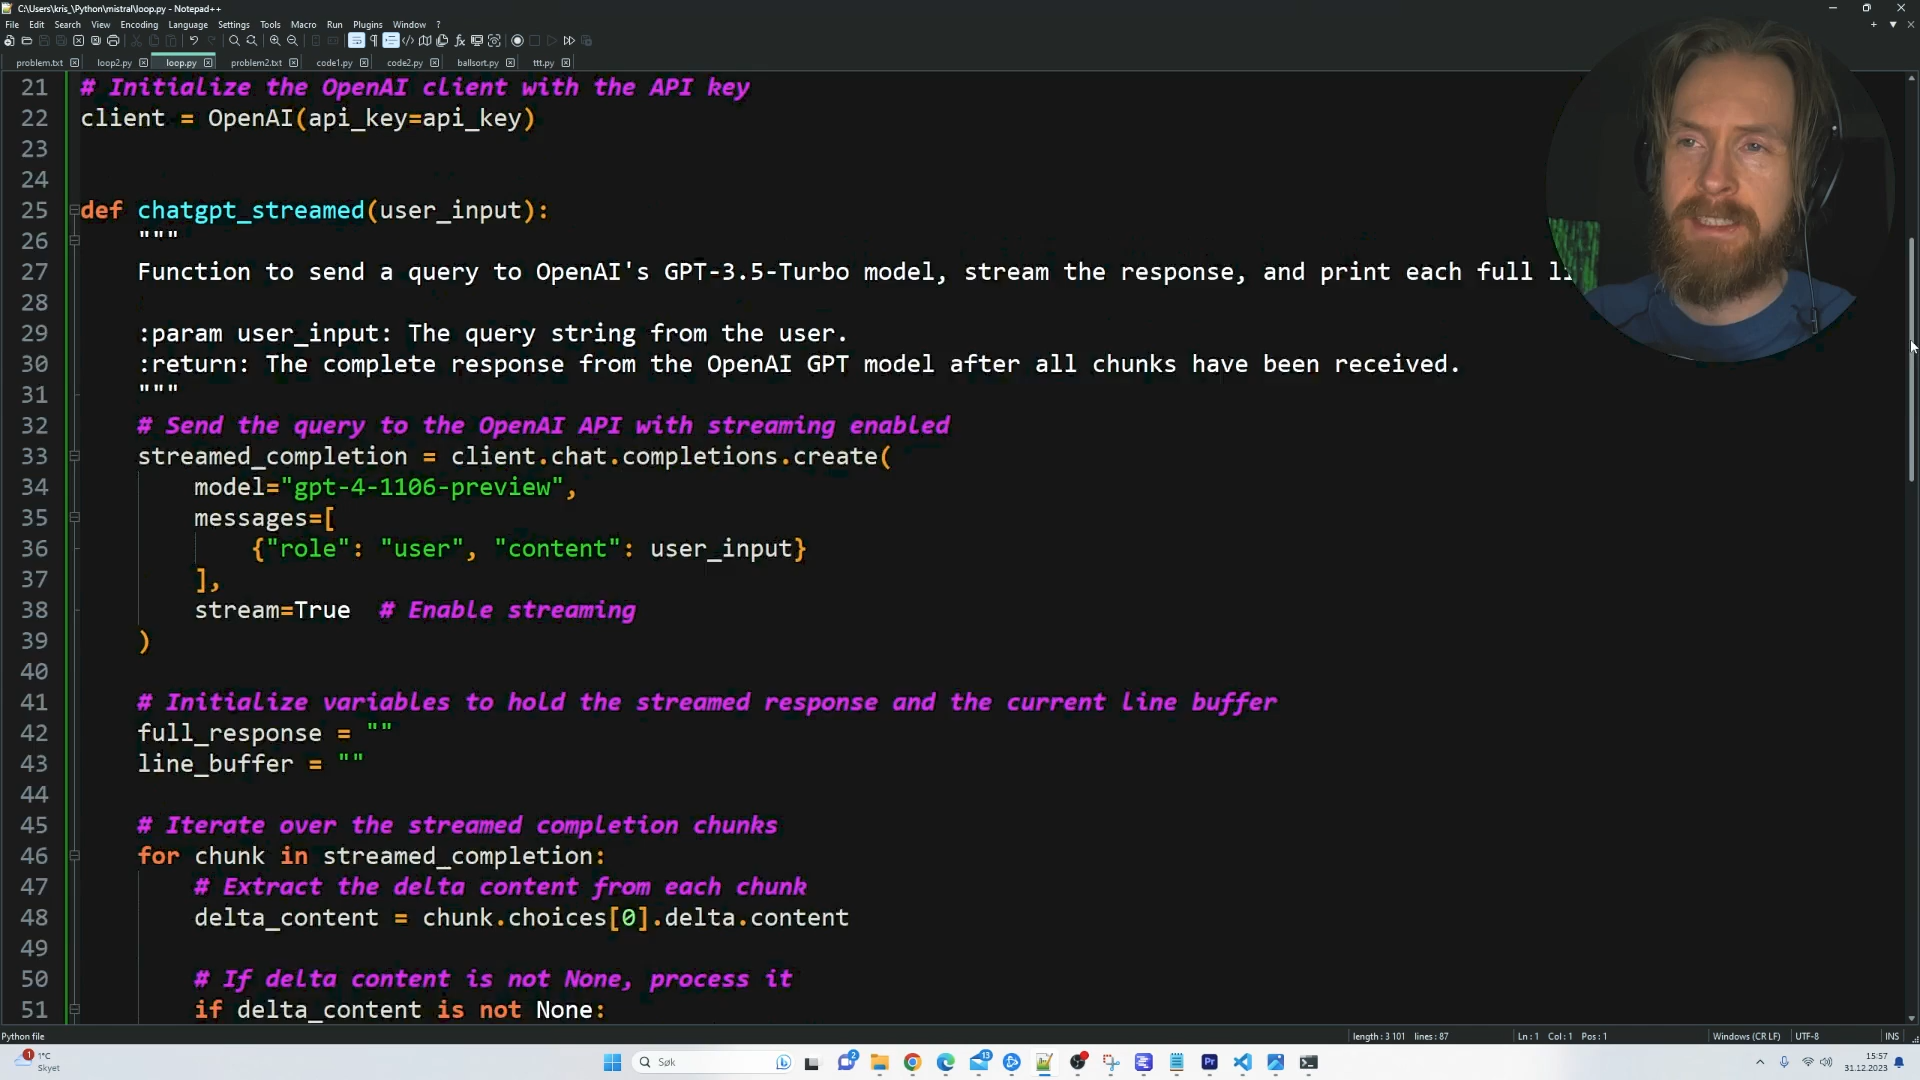 C:\Users\kris_\Python\mistral\loop.py - Notepad++
File Edit Search View Encoding Language Settings Tools Macro Run Plugins Window ?
problem.txt loop2.py loop.py problem2.txt code1.py code2.py ballsort.py ttt.py
21 # Initialize the OpenAI client with the API key
22 client = OpenAI(api_key=api_key)
23
24
25 def chatgpt_streamed(user_input):
26 """
27 Function to send a query to OpenAI's GPT-3.5-Turbo model, stream the response, and print each full
28
29 :param user_input: The query string from the user.
30 :return: The complete response from the OpenAI GPT model after all chunks have been received.
31 """
32 # Send the query to the OpenAI API with streaming enabled
33 streamed_completion = client.chat.completions.create(
34 model="gpt-4-1106-preview",
35 messages=[
36 {"role": "user", "content": user_input}
37 ],
38 stream=True # Enable streaming
39 )
40
41 # Initialize variables to hold the streamed response and the current line buffer
42 full_response = ""
43 line_buffer = ""
44
45 # Iterate over the streamed completion chunks
46 for chunk in streamed_completion:
47 # Extract the delta content from each chunk
48 delta_content = chunk.choices[0].delta.content
49
50 # If delta content is not None, process it
51 if delta_content is not None:
Python file length : 3 101 lines : 87 Ln : 1 Col : 1 Pos : 1 Windows (CR LF) UTF-8 INS
1 1°C
Skyet
Søk
2
13
15:57
31.12.2023